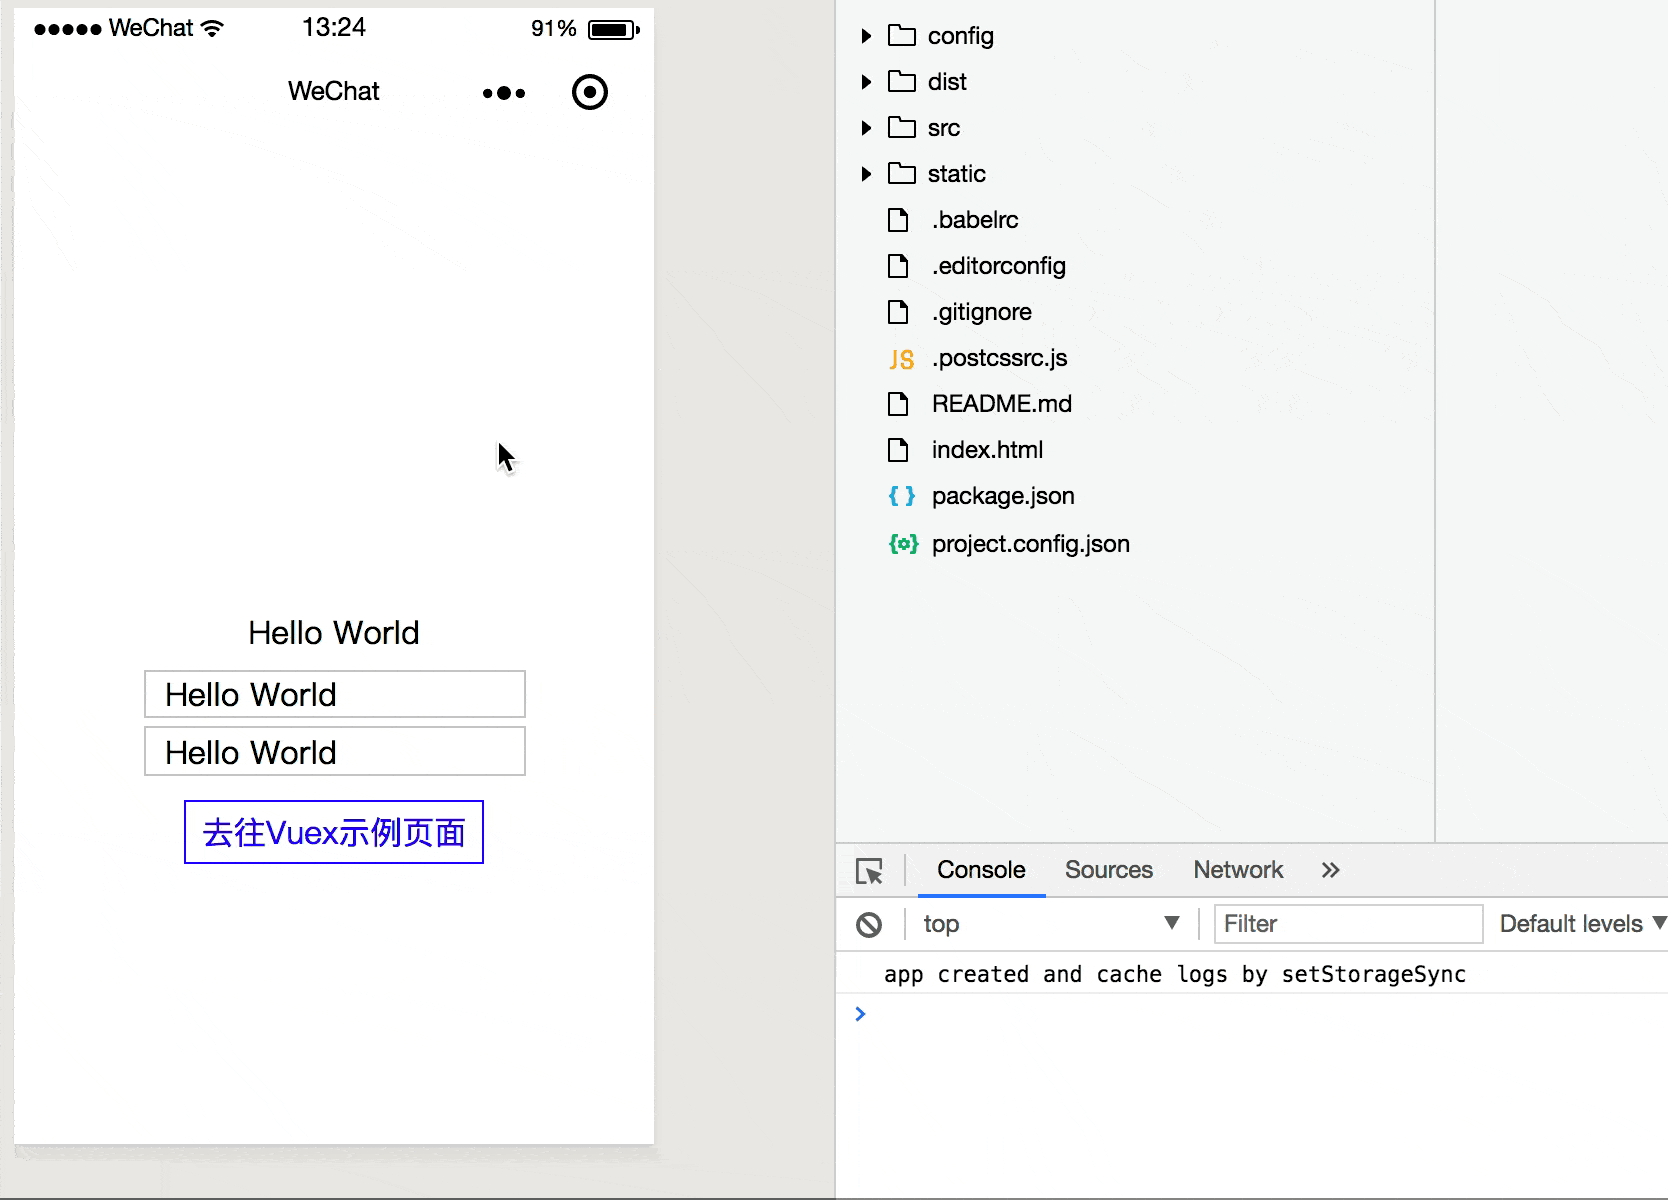 WeChat 13:24 91%
WeChat
Hello World
Hello World
Hello World
去往Vuex示例页面
config
dist
src
static
.babelrc
.editorconfig
.gitignore
JS .postcssrc.js
README.md
index.html
{ } package.json
project.config.json
Console Sources Network »
top Filter Default levels
app created and cache logs by setStorageSync